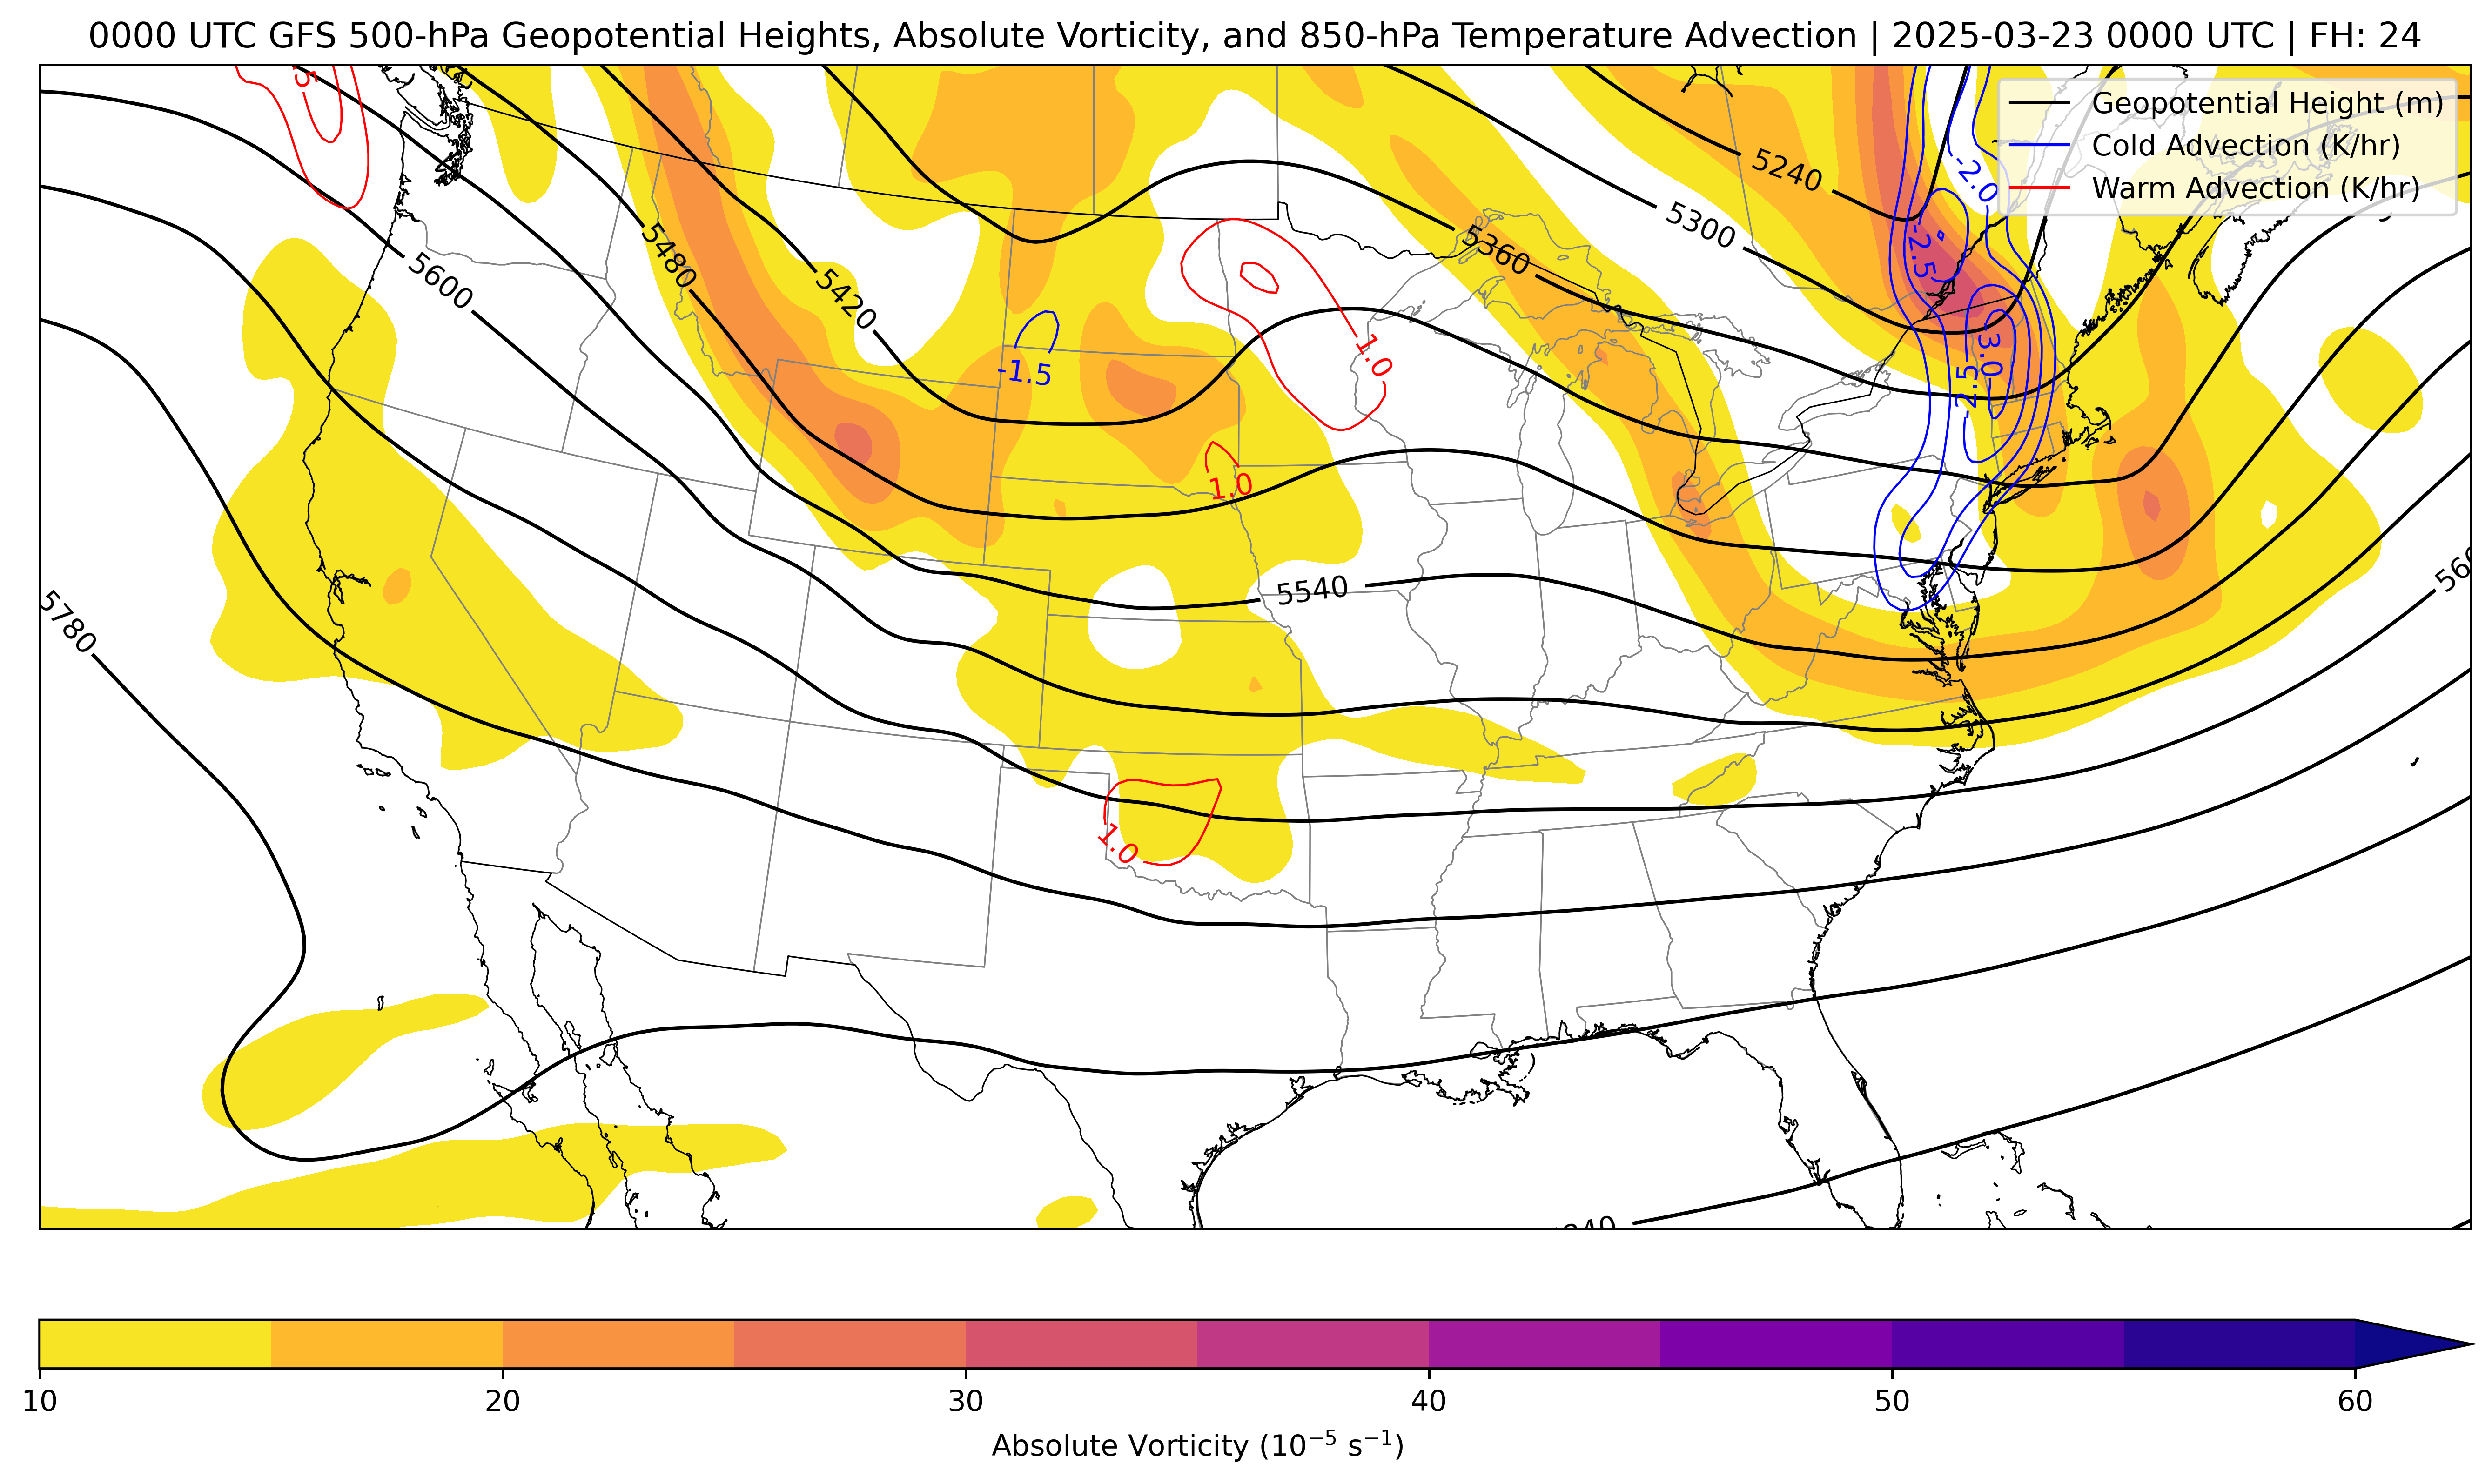 0000 UTC GFS 500-hPa Geopotential Heights, Absolute Vorticity, and 850-hPa Temperature Advection | 2025-03-23 0000 UTC | FH: 24
Geopotential Height (m)
Cold Advection (K/hr)
Warm Advection (K/hr)
5240
-2.0
5300
5360
5480
-2.5
5600
5420
1.0
-3.0
-1.5
-2.5
1.0
5540
5780
1.0
10 20 30 40 50 60
Absolute Vorticity (10⁻⁵ s⁻¹)